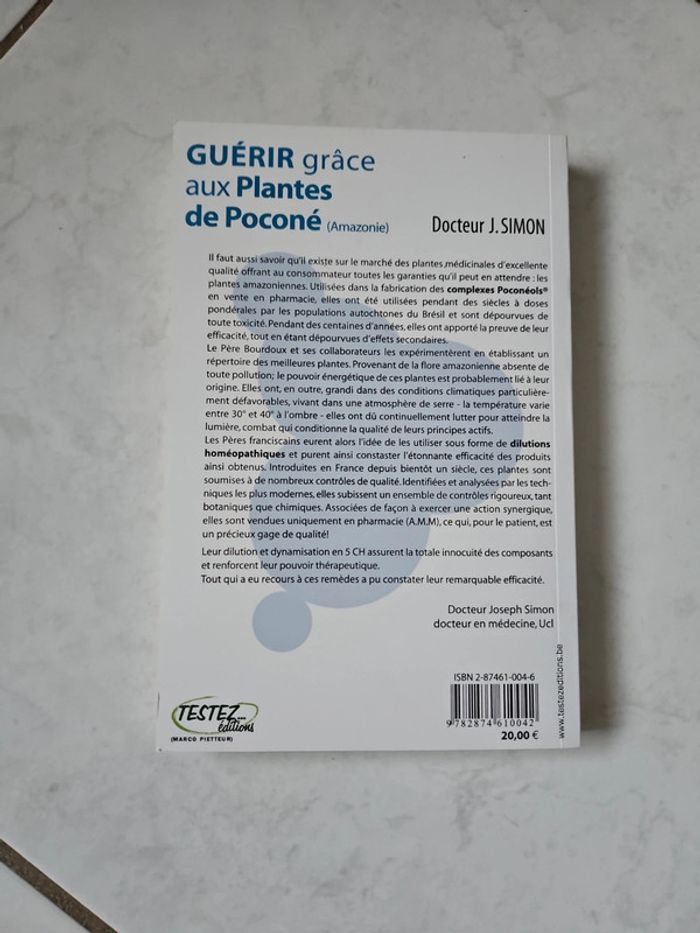 GUÉRIR grâce
aux Plantes
de Poconé (Amazonie)
Docteur J. SIMON
Il faut aussi savoir qu'il existe sur le marché des plantes médicinales d'excellente
qualité offrant au consommateur toutes les garanties qu'il peut en attendre : les
plantes amazoniennes. Utilisées dans la fabrication des complexes Poconéols®
en vente en pharmacie, elles ont été utilisées pendant des siècles à doses
pondérales par les populations autochtones du Brésil et sont dépourvues de
toute toxicité. Pendant des centaines d'années, elles ont apporté la preuve de leur
efficacité, tout en étant dépourvues d'effets secondaires.
Le Père Bourdoux et ses collaborateurs les expérimentèrent en établissant un
répertoire des meilleures plantes. Provenant de la flore amazonienne absente de
toute pollution; le pouvoir énergétique de ces plantes est probablement lié à leur
origine. Elles ont, en outre, grandi dans des conditions climatiques particulière-
ment défavorables, vivant dans une atmosphère de serre - la température varie
entre 30° et 40° à l'ombre - elles ont dû continuellement lutter pour atteindre la
lumière, combat qui conditionne la qualité de leurs principes actifs.
Les Pères franciscains eurent alors l'idée de les utiliser sous forme de dilutions
homéopathiques et purent ainsi constaster l'étonnante efficacité des produits
ainsi obtenus. Introduites en France depuis bientôt un siècle, ces plantes sont
soumises à de nombreux contrôles de qualité. Identifiées et analysées par les tech-
niques les plus modernes, elles subissent un ensemble de contrôles rigoureux, tant
botaniques que chimiques. Associées de façon à exercer une action synergique,
elles sont vendues uniquement en pharmacie (A.M.M), ce qui, pour le patient, est
un précieux gage de qualité!
Leur dilution et dynamisation en 5 CH assurent la totale innocuité des composants
et renforcent leur pouvoir thérapeutique.
Tout qui a eu recours à ces remèdes a pu constater leur remarquable efficacité.
Docteur Joseph Simon
docteur en médecine, Ucl
ISBN 2-87461-004-6
9 782874 610042
20,00 €
www.testezeditions.be
TESTEZ...
éditions
(MARCO PIETTEUR)